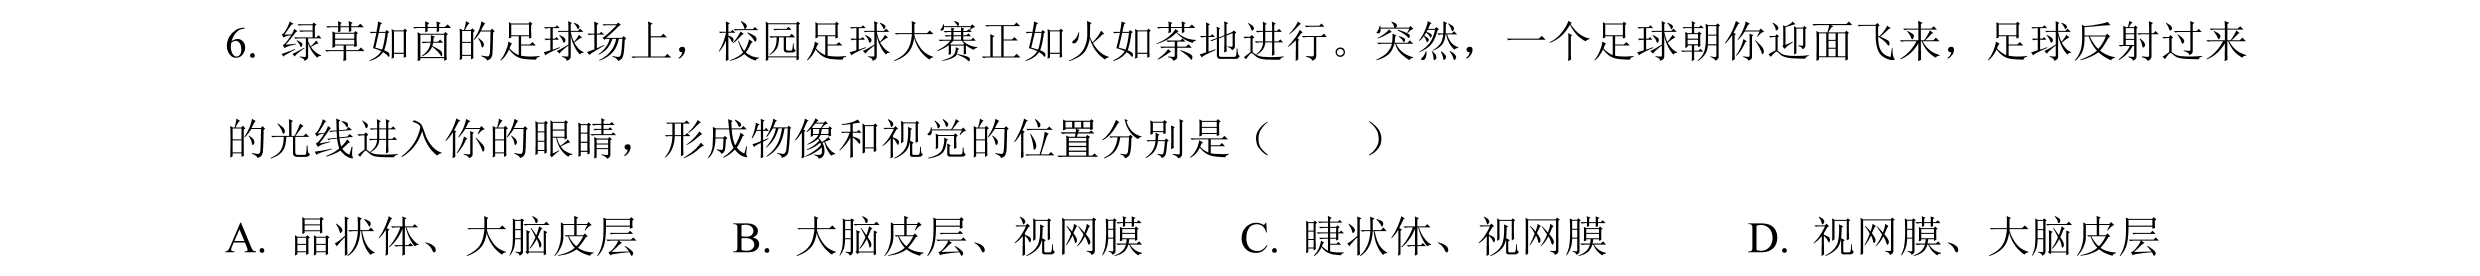 6. 绿草如茵的足球场上，校园足球大赛正如火如荼地进行。突然，一个足球朝你迎面飞来，足球反射过来
的光线进入你的眼睛，形成物像和视觉的位置分别是（　　）
A. 晶状体、大脑皮层　　B. 大脑皮层、视网膜　　C. 睫状体、视网膜　　D. 视网膜、大脑皮层